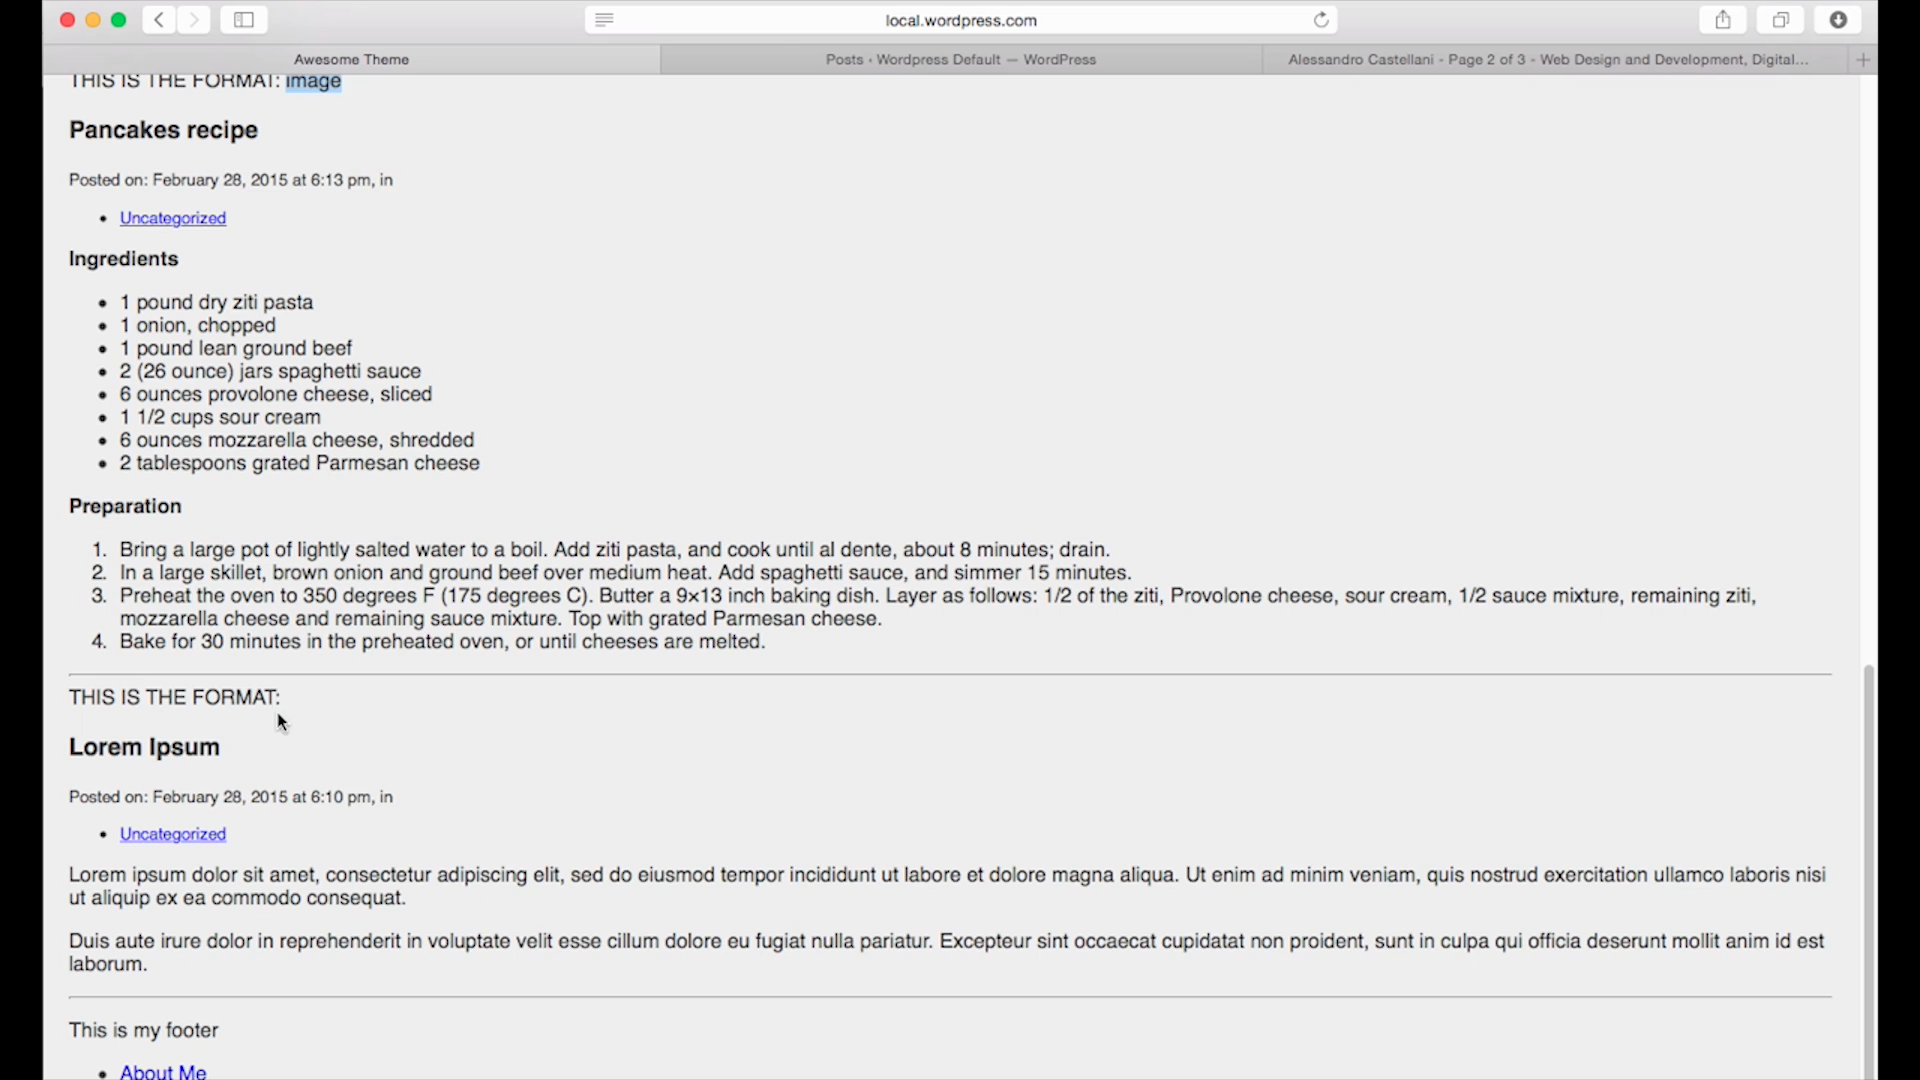 local.wordpress.com
Awesome Theme
Posts ‹ Wordpress Default — WordPress
Alessandro Castellani - Page 2 of 3 - Web Design and Development, Digital...
THIS IS THE FORMAT: image
Pancakes recipe
Posted on: February 28, 2015 at 6:13 pm, in
• Uncategorized
Ingredients
• 1 pound dry ziti pasta
• 1 onion, chopped
• 1 pound lean ground beef
• 2 (26 ounce) jars spaghetti sauce
• 6 ounces provolone cheese, sliced
• 1 1/2 cups sour cream
• 6 ounces mozzarella cheese, shredded
• 2 tablespoons grated Parmesan cheese
Preparation
1. Bring a large pot of lightly salted water to a boil. Add ziti pasta, and cook until al dente, about 8 minutes; drain.
2. In a large skillet, brown onion and ground beef over medium heat. Add spaghetti sauce, and simmer 15 minutes.
3. Preheat the oven to 350 degrees F (175 degrees C). Butter a 9×13 inch baking dish. Layer as follows: 1/2 of the ziti, Provolone cheese, sour cream, 1/2 sauce mixture, remaining ziti,
mozzarella cheese and remaining sauce mixture. Top with grated Parmesan cheese.
4. Bake for 30 minutes in the preheated oven, or until cheeses are melted.
THIS IS THE FORMAT:
Lorem Ipsum
Posted on: February 28, 2015 at 6:10 pm, in
• Uncategorized
Lorem ipsum dolor sit amet, consectetur adipiscing elit, sed do eiusmod tempor incididunt ut labore et dolore magna aliqua. Ut enim ad minim veniam, quis nostrud exercitation ullamco laboris nisi
ut aliquip ex ea commodo consequat.
Duis aute irure dolor in reprehenderit in voluptate velit esse cillum dolore eu fugiat nulla pariatur. Excepteur sint occaecat cupidatat non proident, sunt in culpa qui officia deserunt mollit anim id est
laborum.
This is my footer
• About Me